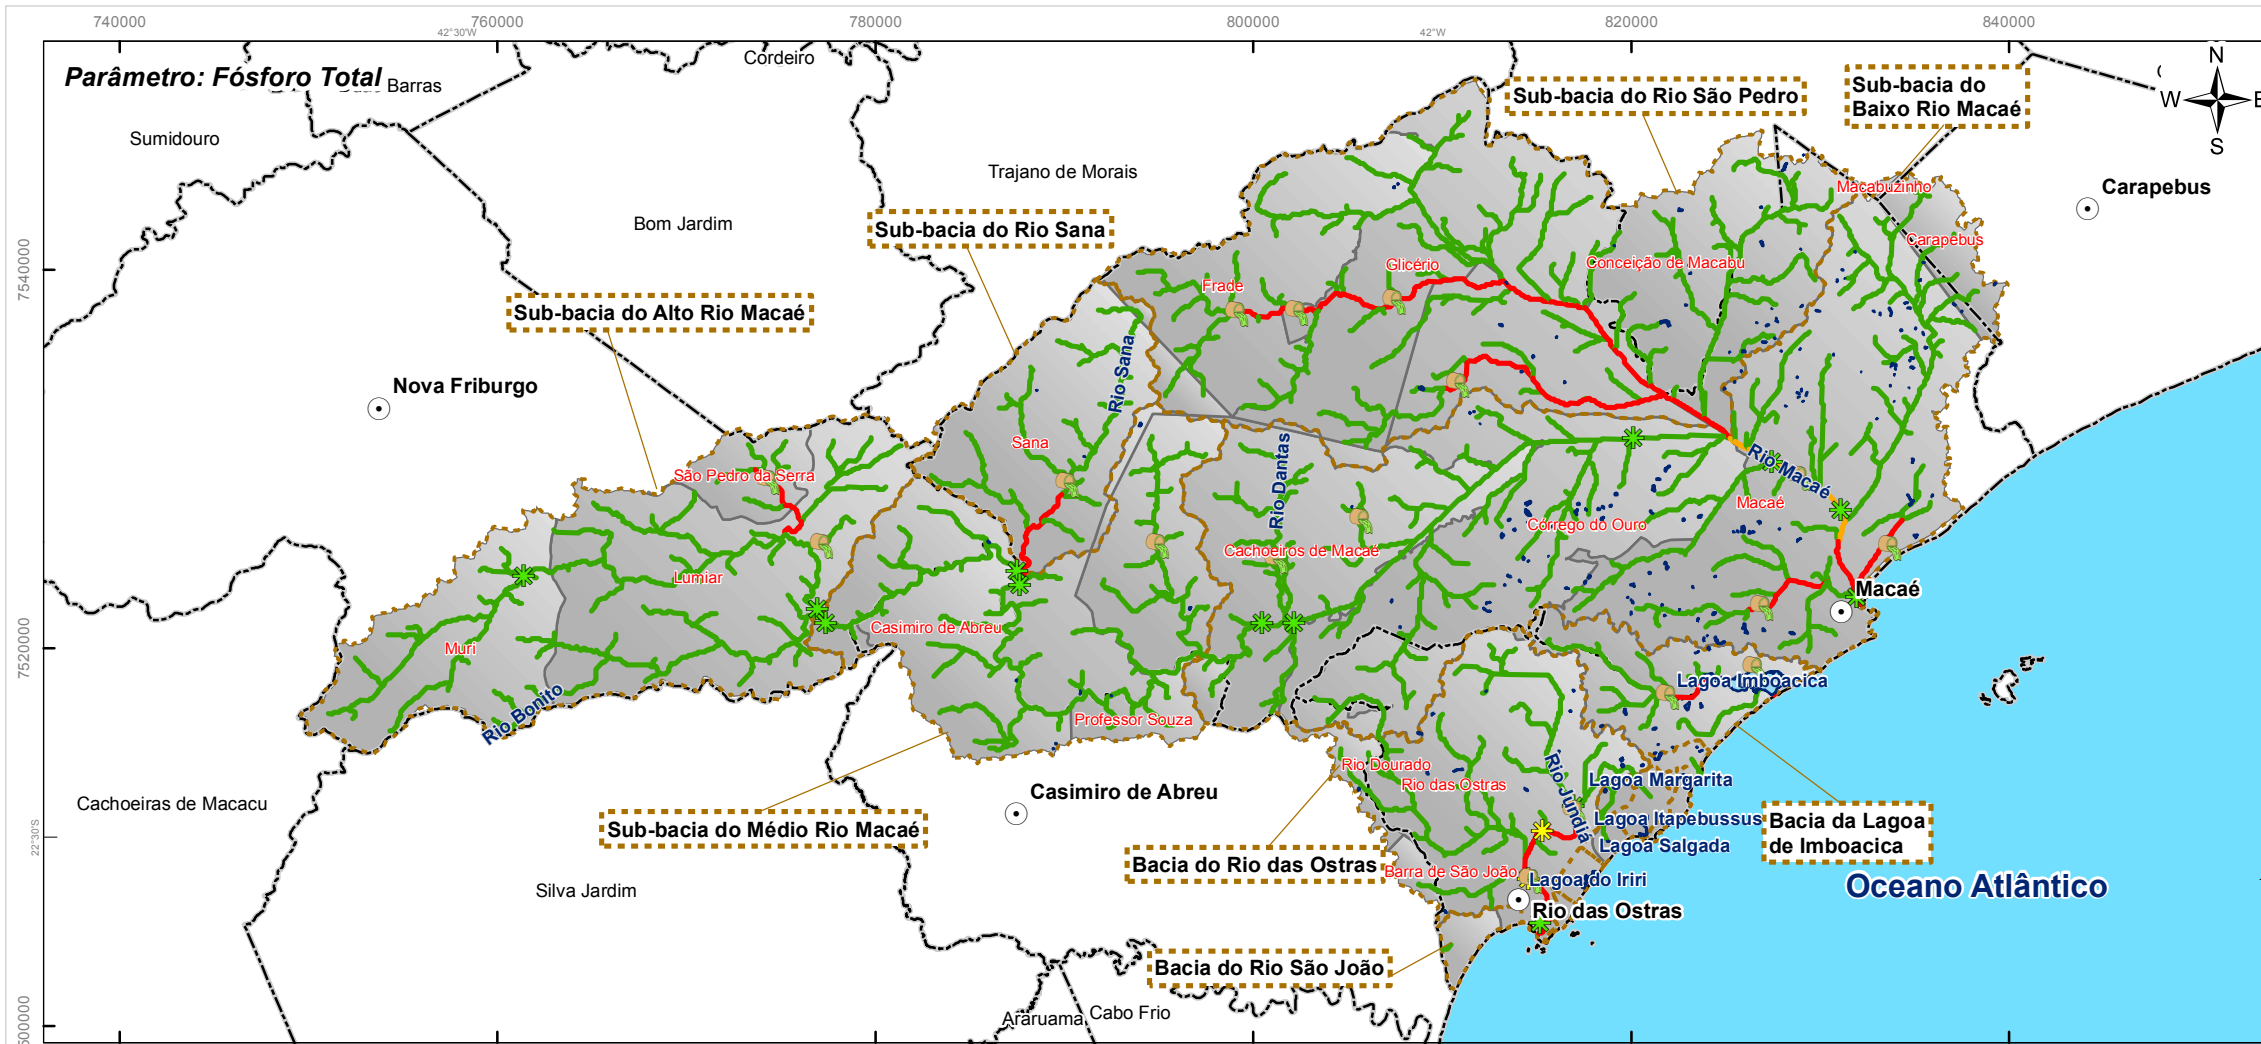 740000
760000
780000
800000
820000
840000
42°30'W
42°W
Parâmetro: Fósforo Total
Barras
Cordeiro
Sumidouro
Sub-bacia do Rio São Pedro
Sub-bacia do
Baixo Rio Macaé
N
W
E
S
Trajano de Morais
Macabuzinho
Carapebus
Bom Jardim
Sub-bacia do Rio Sana
Carapebus
7540000
Glicério
Conceição de Macabu
Frade
Sub-bacia do Alto Rio Macaé
Nova Friburgo
Rio Sana
Sana
São Pedro da Serra
Rio Dantas
Rio Macaé
Macaé
Córrego do Ouro
Cachoeiros de Macaé
Lumiar
Macaé
Casimiro de Abreu
Muri
7520000
Lagoa Imboacica
Rio Bonito
Professor Souza
Rio Dourado
Rio das Ostras
Rio Jundiá
Lagoa Margarita
Casimiro de Abreu
Cachoeiras de Macacu
Sub-bacia do Médio Rio Macaé
Lagoa Itapebussus
Bacia da Lagoa
de Imboacica
22°30'S
Lagoa Salgada
Bacia do Rio das Ostras
Barra de São João
Lagoa do Iriri
Oceano Atlântico
Silva Jardim
Rio das Ostras
Bacia do Rio São João
Araruama
Cabo Frio